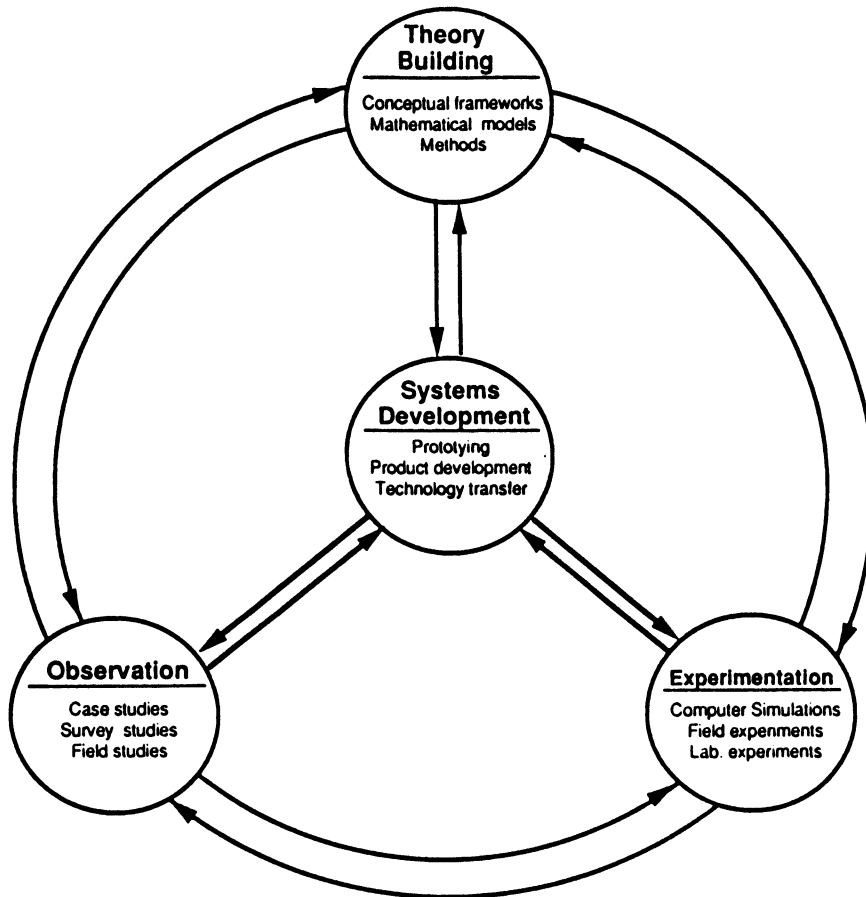 Theory
Building
Conceptual frameworks
Mathematical models
Methods
Systems
Development
Prototying
Product development
Technology transfer
Observation
Case studies
Survey studies
Field studies
Experimentation
Computer Simulations
Field experiments
Lab. experiments